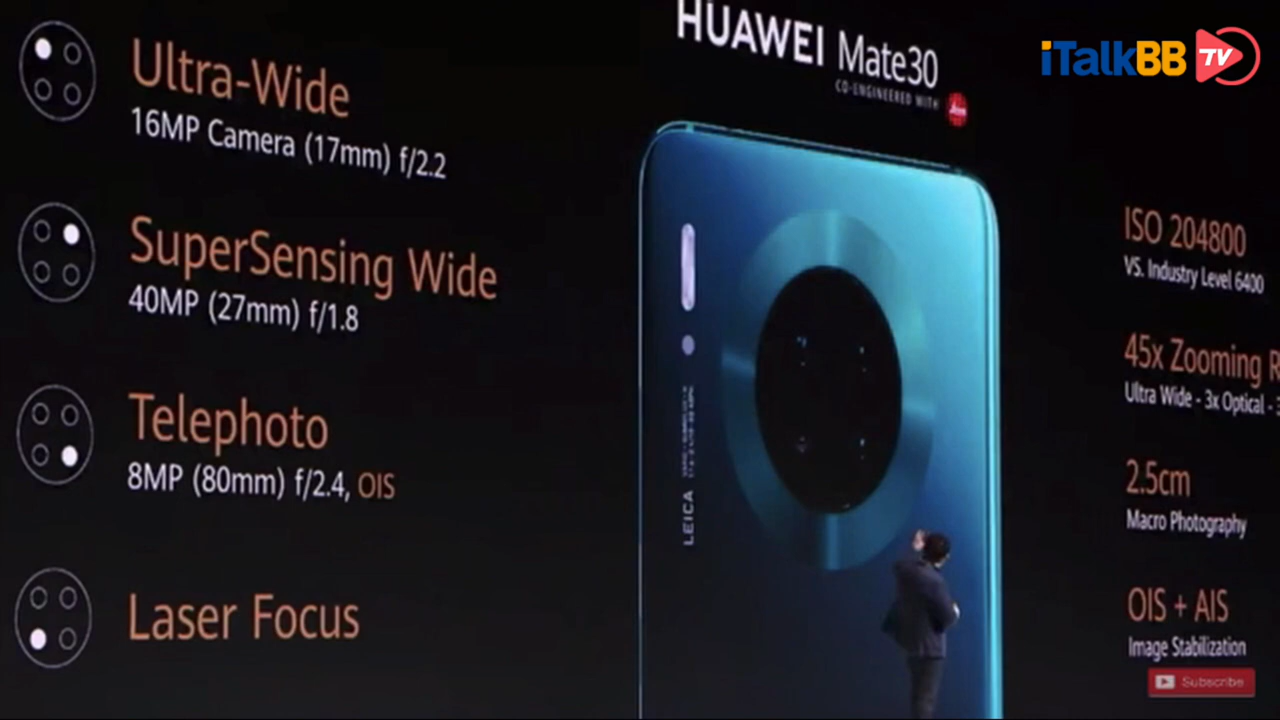 Ultra-Wide
16MP Camera (17mm) f/2.2
SuperSensing Wide
40MP (27mm) f/1.8
Telephoto
8MP (80mm) f/2.4, OIS
Laser Focus
HUAWEI Mate30
CO-ENGINEERED WITH
Leica
LEICA
iTalkBB TV
ISO 204800
VS. Industry Level 6400
45x Zooming R
Ultra Wide - 3x Optical -
2.5cm
Macro Photography
OIS + AIS
Image Stabilization
Subscribe